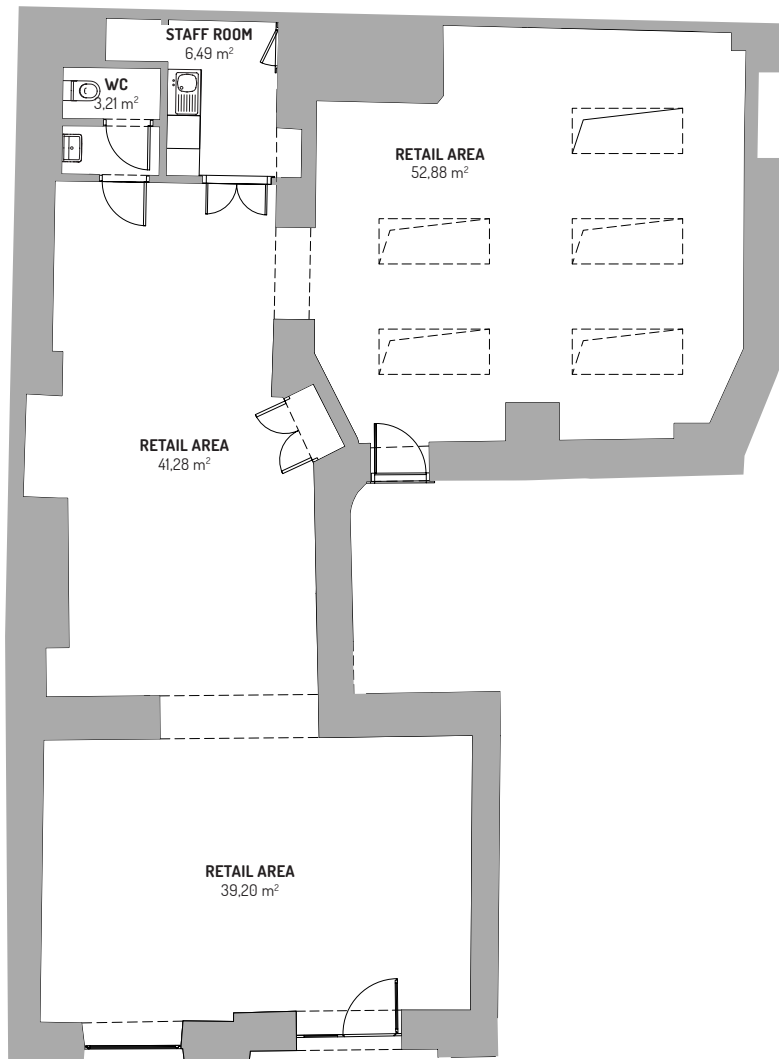 STAFF ROOM
6,49 m²
WC
3,21 m²
RETAIL AREA
52,88 m²
RETAIL AREA
41,28 m²
RETAIL AREA
39,20 m²